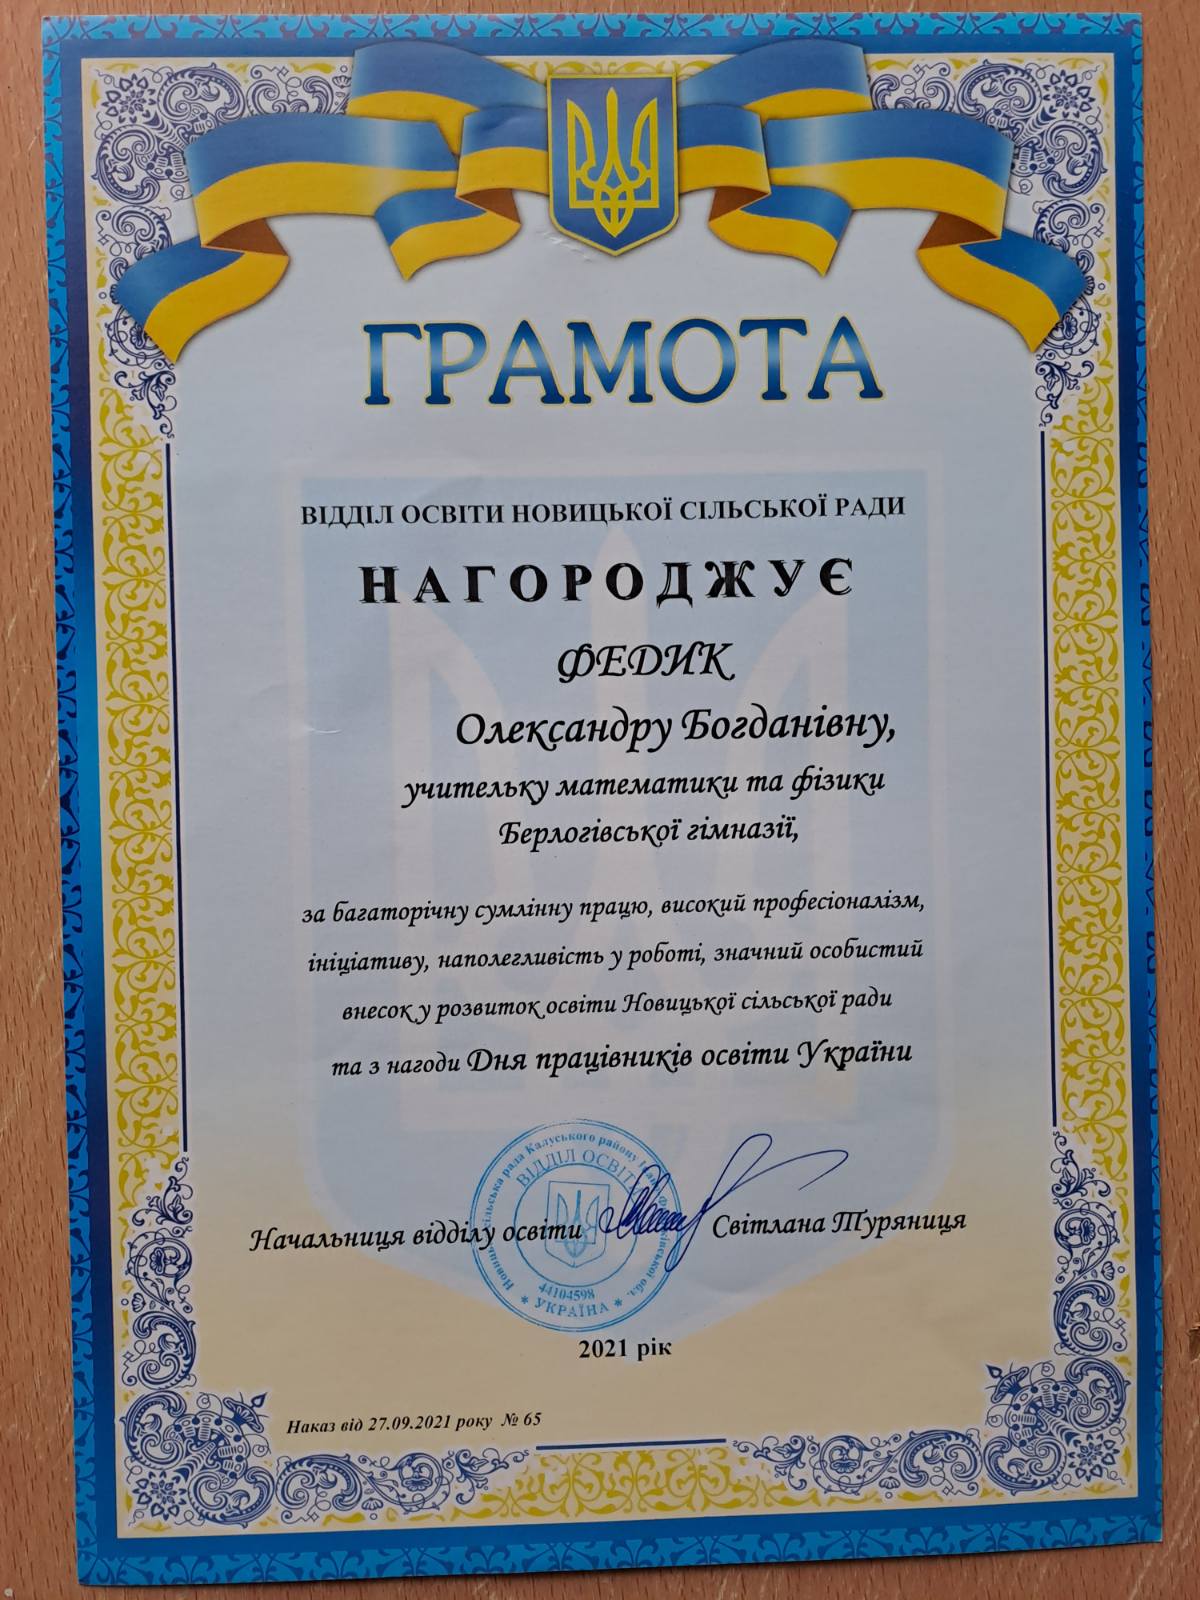 ГРАМОТА
ВІДДІЛ ОСВІТИ НОВИЦЬКОЇ СІЛЬСЬКОЇ РАДИ
НАГОРОДЖУЄ
ФЕДИК
Олександру Богданівну,
учительку математики та фізики
Берлогівської гімназії,
за багаторічну сумлінну працю, високий професіоналізм,
ініціативу, наполегливість у роботі, значний особистий
внесок у розвиток освіти Новицької сільської ради
та з нагоди Дня працівників освіти України
рада Калуського району
ВІДДІЛ ОСВІТИ
44104598
* УКРАЇНА *
Начальниця відділу освіти Світлана Туряниця
2021 рік
Наказ від 27.09.2021 року № 65